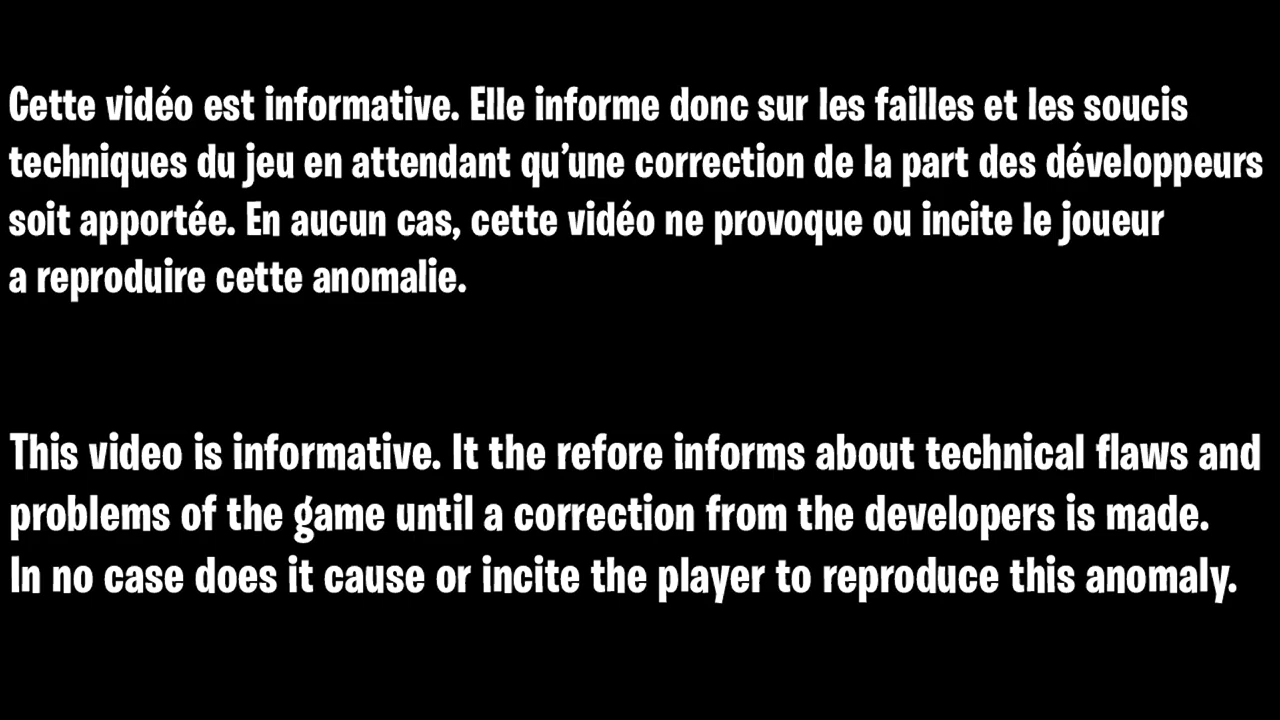 Cette vidéo est informative. Elle informe donc sur les failles et les soucis
techniques du jeu en attendant qu’une correction de la part des développeurs
soit apportée. En aucun cas, cette vidéo ne provoque ou incite le joueur
a reproduire cette anomalie.
This video is informative. It the refore informs about technical flaws and
problems of the game until a correction from the developers is made.
In no case does it cause or incite the player to reproduce this anomaly.